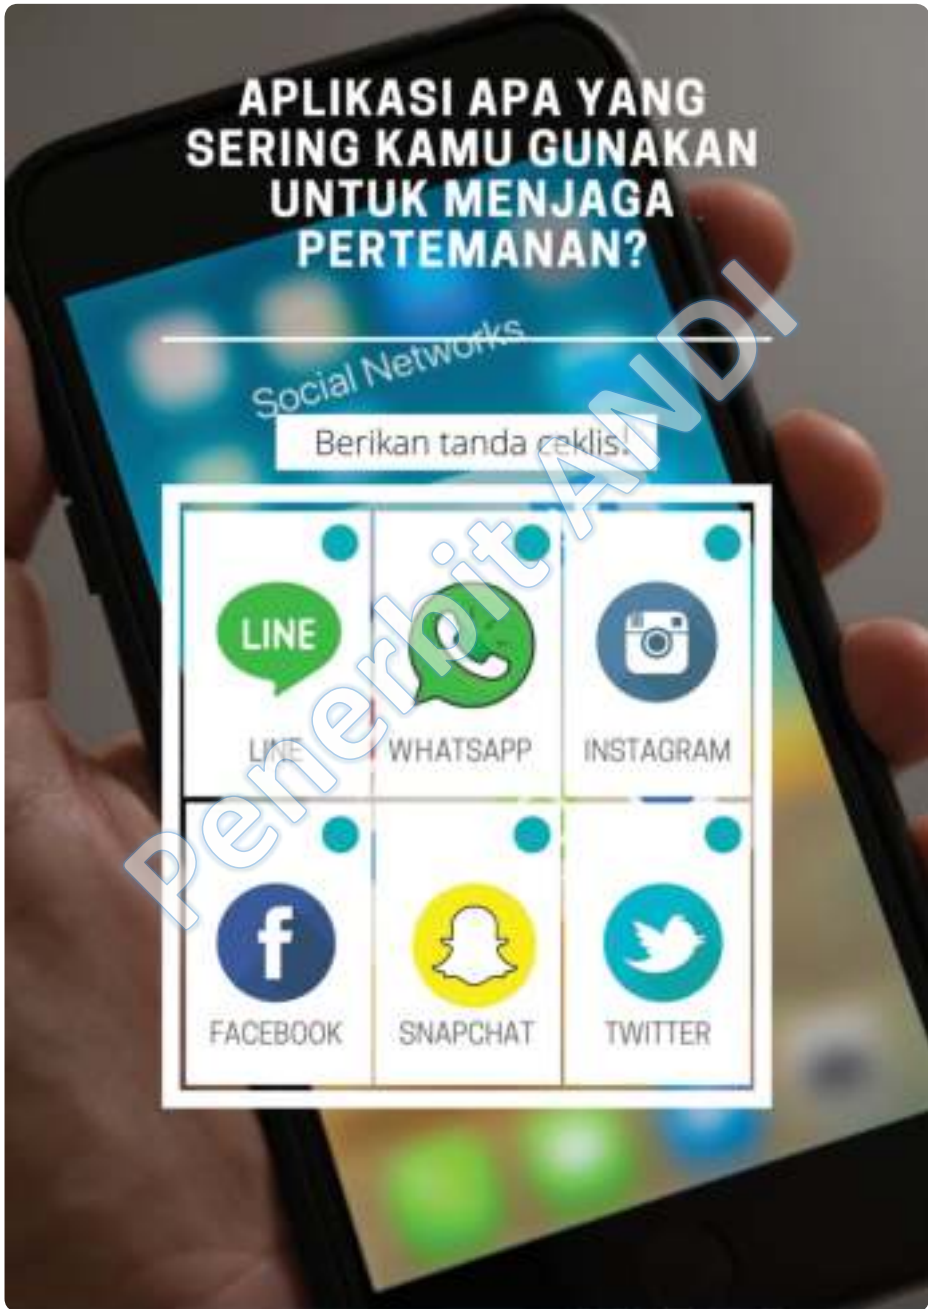 APLIKASI APA YANG
SERING KAMU GUNAKAN
UNTUK MENJAGA
PERTEMANAN?
Social Networks
Berikan tanda ceklis!
LINE
LINE
WHATSAPP
INSTAGRAM
FACEBOOK
SNAPCHAT
TWITTER
Penerbit ANDI